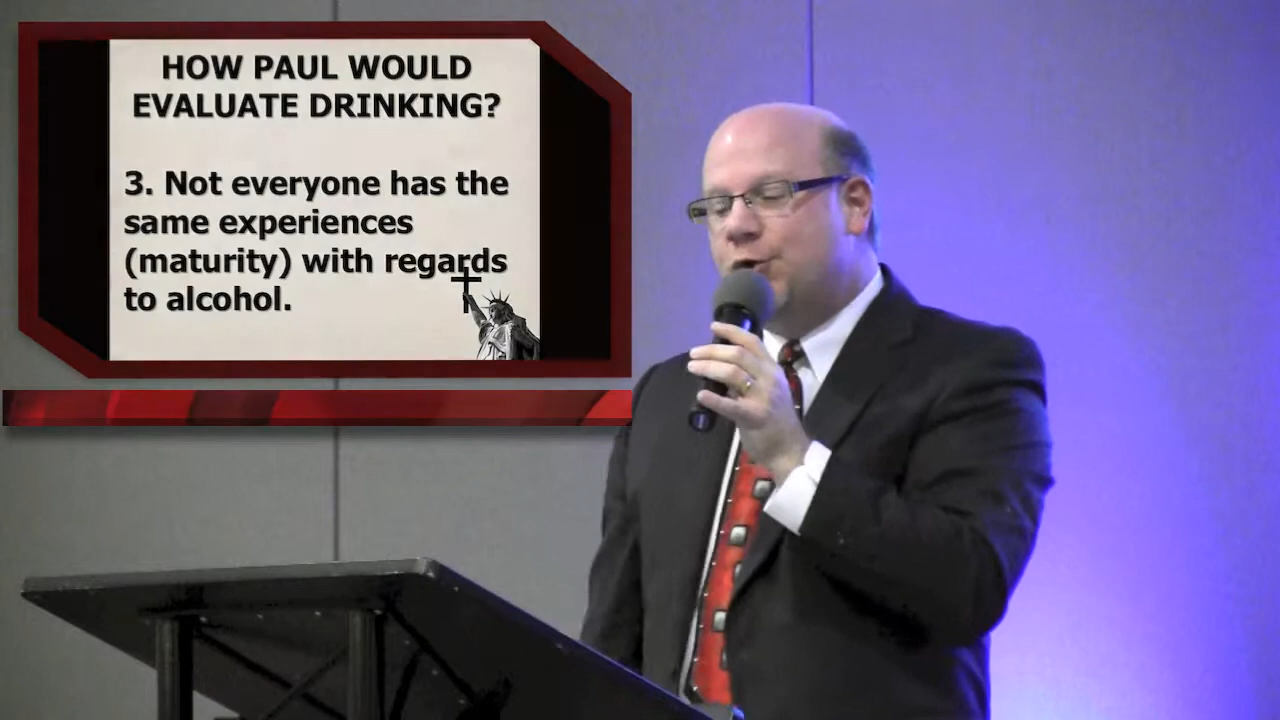 HOW PAUL WOULD
EVALUATE DRINKING?
3. Not everyone has the
same experiences
(maturity) with regards
to alcohol.